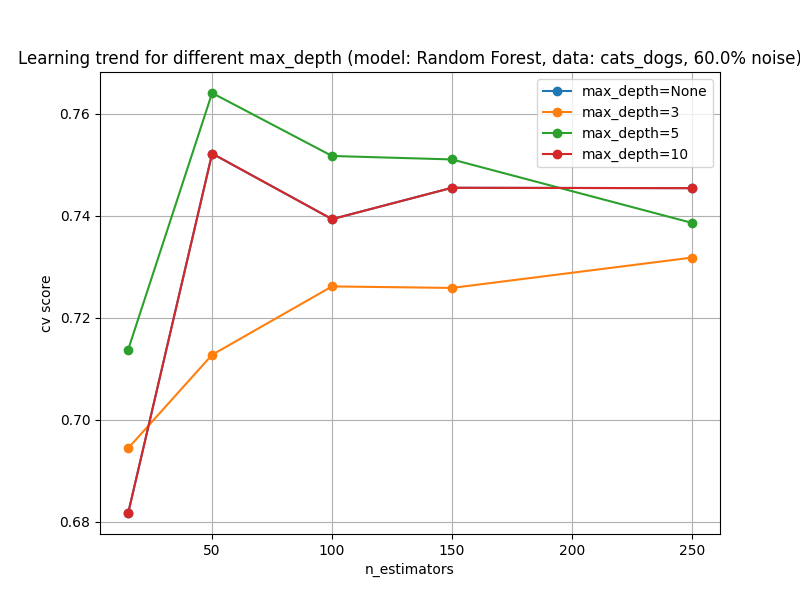 Learning trend for different max_depth (model: Random Forest, data: cats_dogs, 60.0% noise)
max_depth=None
max_depth=3
max_depth=5
max_depth=10
0.76
0.74
0.72
0.70
0.68
cv score
50 100 150 200 250
n_estimators